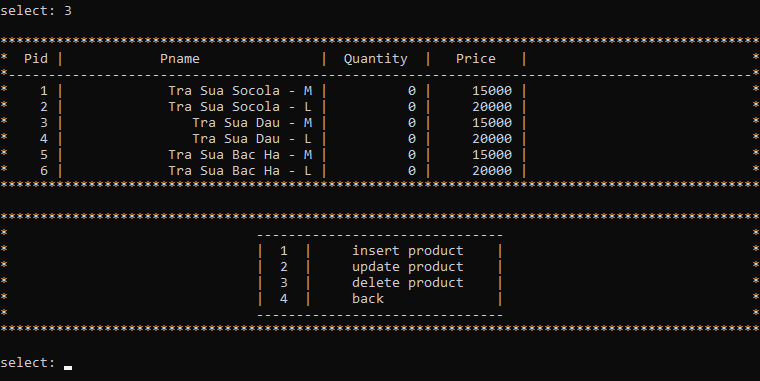 select: 3
***********************************************************************************************
*  Pid |            Pname               |  Quantity  |   Price   |                            *
*---------------------------------------------------------------------------------------------*
*    1 |             Tra Sua Socola - M |          0 |     15000 |                            *
*    2 |             Tra Sua Socola - L |          0 |     20000 |                            *
*    3 |                Tra Sua Dau - M |          0 |     15000 |                            *
*    4 |                Tra Sua Dau - L |          0 |     20000 |                            *
*    5 |             Tra Sua Bac Ha - M |          0 |     15000 |                            *
*    6 |             Tra Sua Bac Ha - L |          0 |     20000 |                            *
***********************************************************************************************
***********************************************************************************************
*                               -------------------------------                               *
*                               |  1  |     insert product    |                               *
*                               |  2  |     update product    |                               *
*                               |  3  |     delete product    |                               *
*                               |  4  |     back              |                               *
*                               -------------------------------                               *
***********************************************************************************************
select: